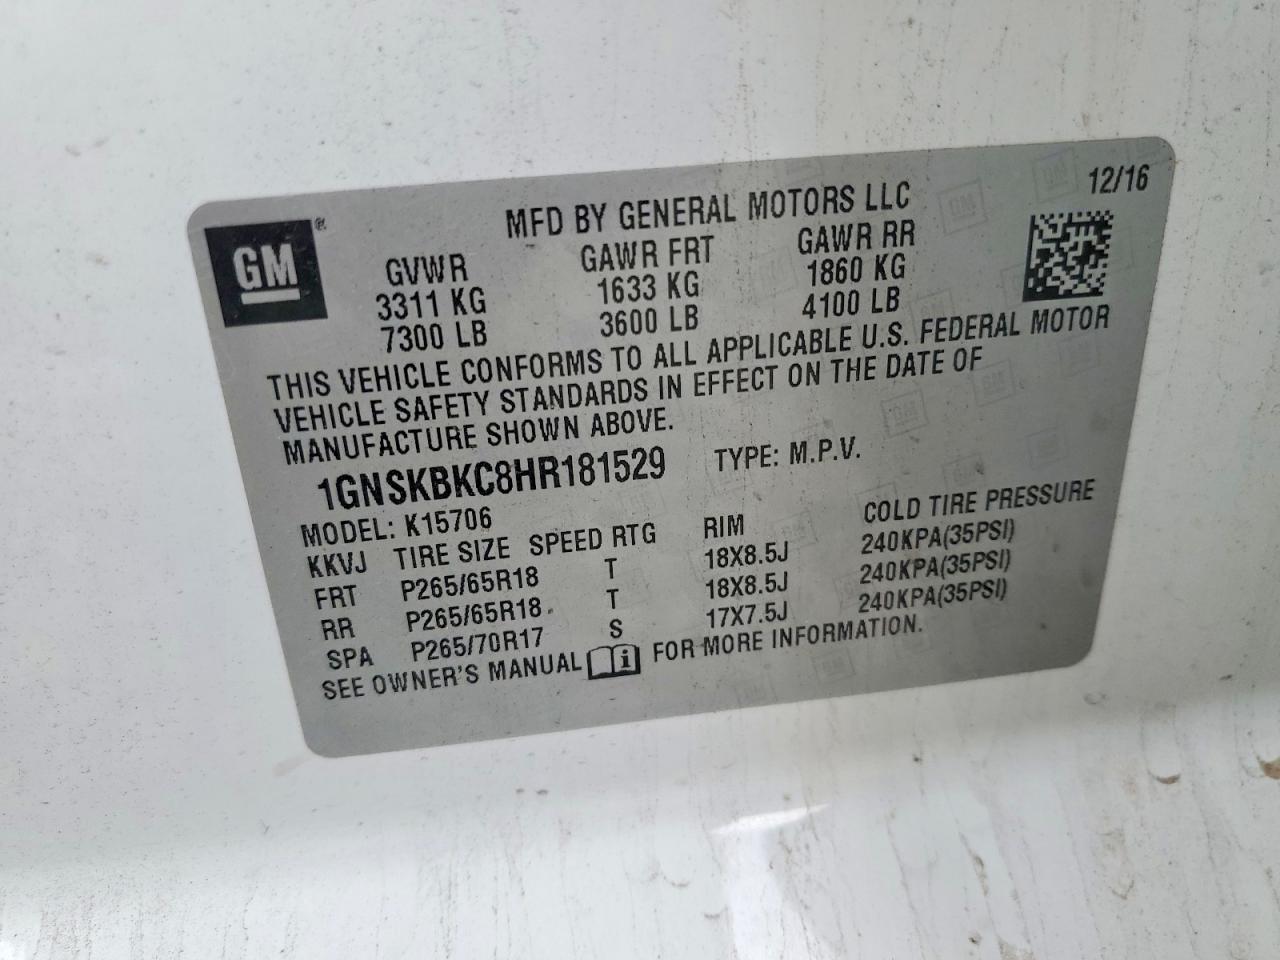 GM®
12/16
MFD BY GENERAL MOTORS LLC
GVWR GAWR FRT GAWR RR
3311 KG 1633 KG 1860 KG
7300 LB 3600 LB 4100 LB
THIS VEHICLE CONFORMS TO ALL APPLICABLE U.S. FEDERAL MOTOR
VEHICLE SAFETY STANDARDS IN EFFECT ON THE DATE OF
MANUFACTURE SHOWN ABOVE.
1GNSKBKC8HR181529 TYPE: M.P.V.
MODEL: K15706
KKVJ TIRE SIZE SPEED RTG RIM COLD TIRE PRESSURE
FRT P265/65R18 T 18X8.5J 240KPA(35PSI)
RR P265/65R18 T 18X8.5J 240KPA(35PSI)
SPA P265/70R17 S 17X7.5J 240KPA(35PSI)
SEE OWNER'S MANUAL FOR MORE INFORMATION.